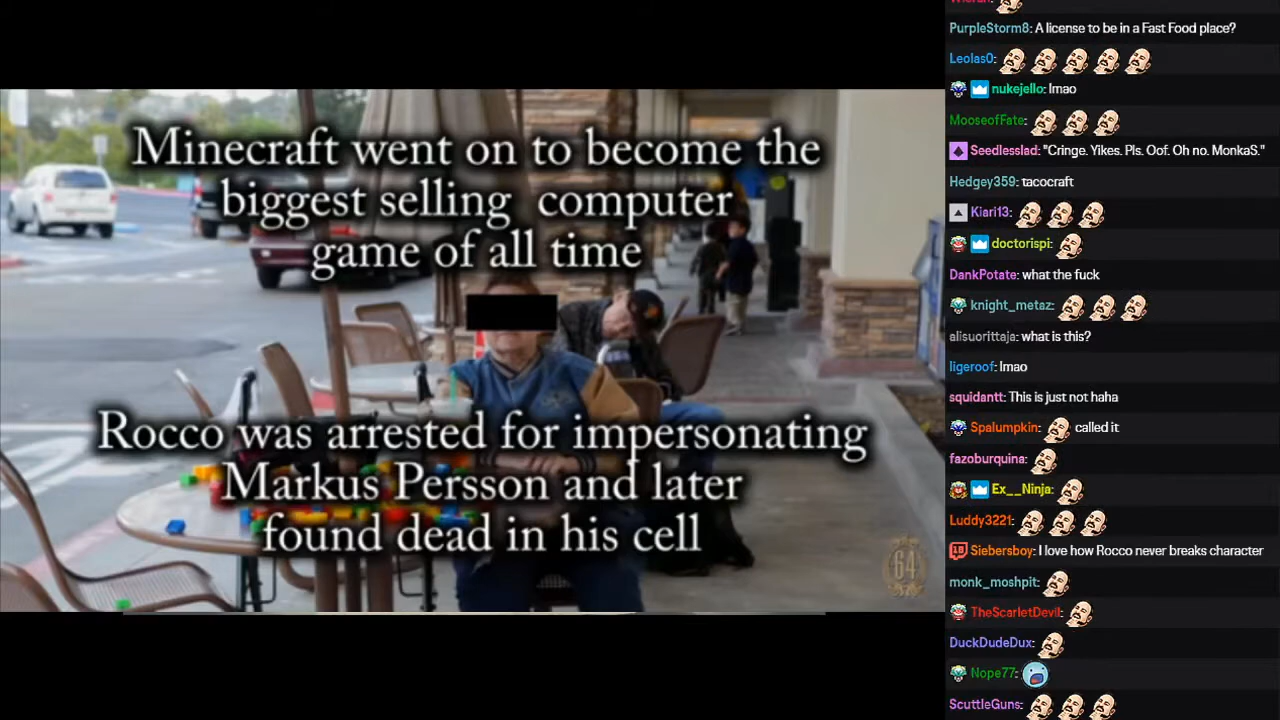 Minecraft went on to become the
biggest selling computer
game of all time
Rocco was arrested for impersonating
Markus Persson and later
found dead in his cell
64
PurpleStorm8: A license to be in a Fast Food place?
Leolas0:
nukejello: lmao
MooseofFate:
Seedlesslad: "Cringe. Yikes. Pls. Oof. Oh no. MonkaS."
Hedgey359: tacocraft
Kiari13:
doctorispi:
DankPotate: what the fuck
knight_metaz:
alisuorittaja: what is this?
ligeroof: lmao
squidantt: This is just not haha
Spalumpkin: called it
fazoburquina:
Ex__Ninja:
Luddy3221:
Siebersboy: I love how Rocco never breaks character
monk_moshpit:
TheScarletDevil:
DuckDudeDux:
Nope77:
ScuttleGuns: